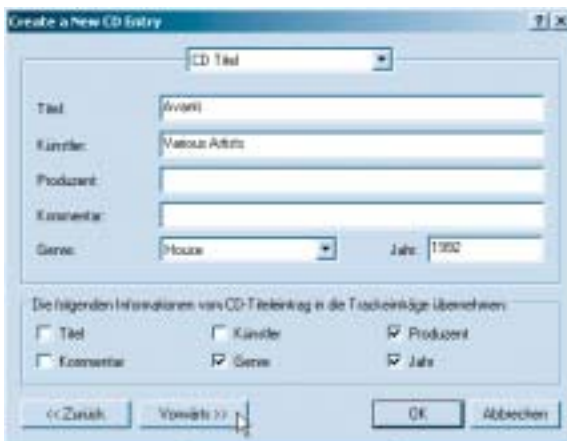 Create a New CD Entry
CD Titel
Titel: Avanti
Künstler: Various Artists
Produzent:
Kommentar:
Genre: House Jahr: 1992
Die folgenden Informationen vom CD-Titeleintrag in die Trackeinträge übernehmen:
Titel Künstler Produzent
Kommentar Genre Jahr
<< Zurück Vorwärts >> OK Abbrechen